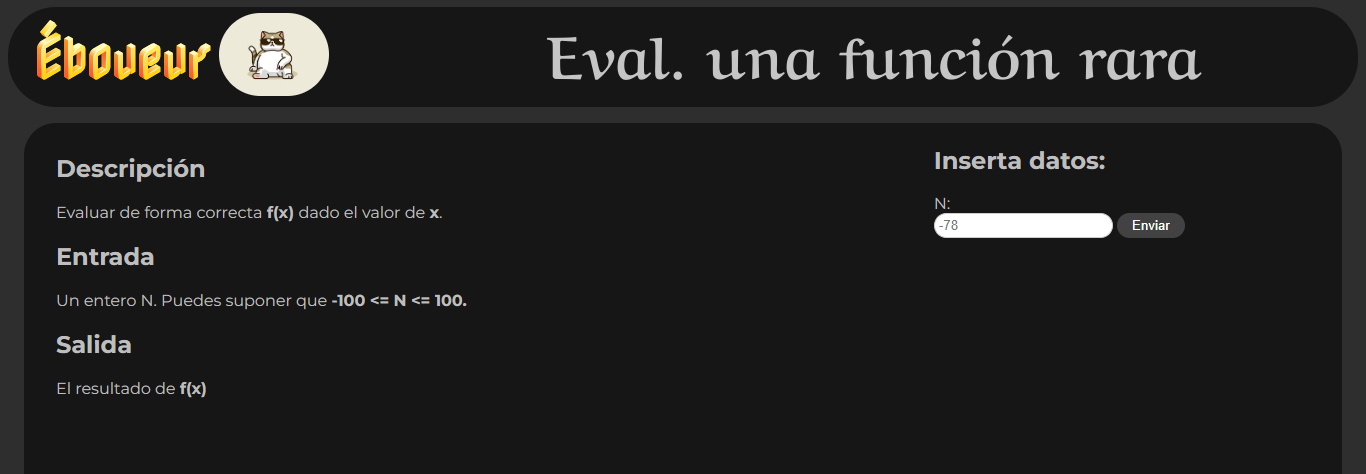 Éboueur
Eval. una función rara
Descripción
Evaluar de forma correcta f(x) dado el valor de x.
Entrada
Un entero N. Puedes suponer que -100 <= N <= 100.
Salida
El resultado de f(x)
Inserta datos:
N:
-78 Enviar